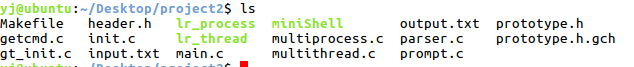 yj@ubuntu:~/Desktop/project2$ ls
Makefile header.h lr_process miniShell output.txt prototype.h
getcmd.c init.c lr_thread multiprocess.c parser.c prototype.h.gch
gt_init.c input.txt main.c multithread.c prompt.c
yj@ubuntu:~/Desktop/project2$